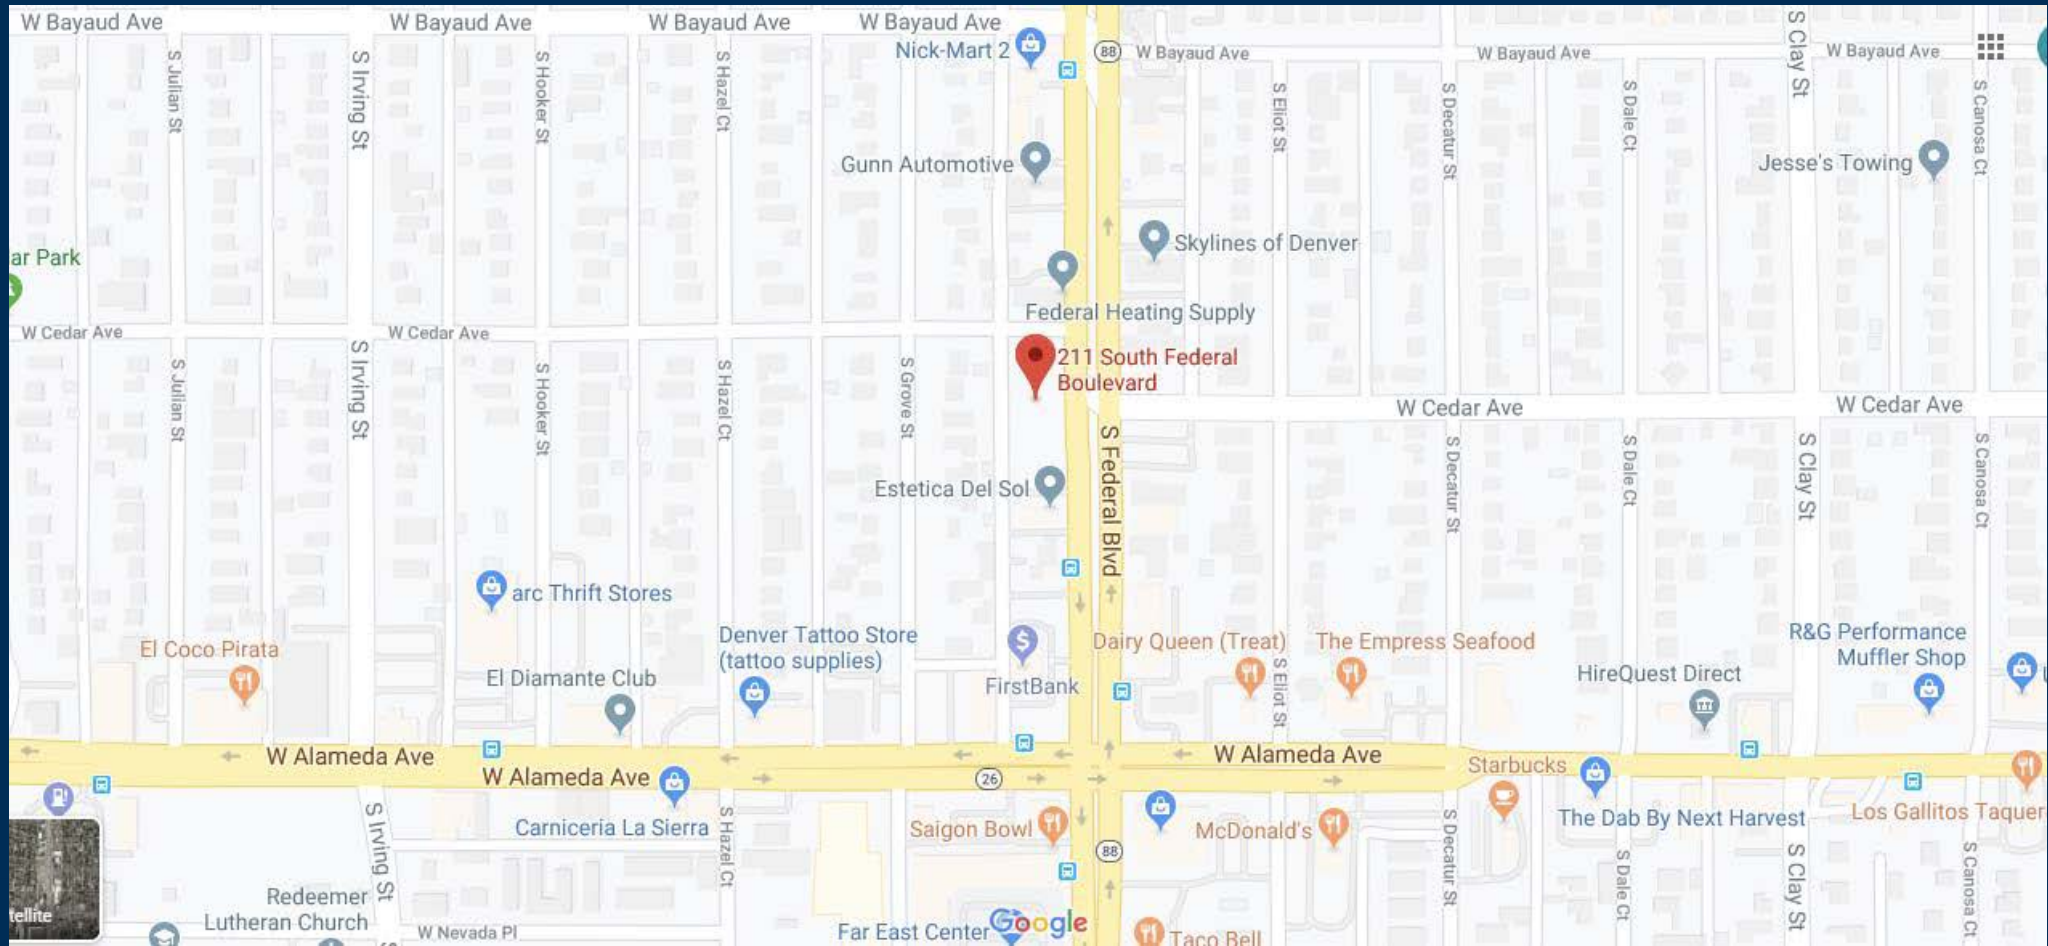 W Bayaud Ave
W Bayaud Ave
W Bayaud Ave
W Bayaud Ave
Nick-Mart 2
88
W Bayaud Ave
W Bayaud Ave
S Clay St
W Bayaud Ave
S Julian St
S Irving St
S Hooker St
S Hazel Ct
S Eliot St
S Decatur St
S Dale Ct
S Canosa Ct
Gunn Automotive
Jesse's Towing
ar Park
Skylines of Denver
Federal Heating Supply
W Cedar Ave
W Cedar Ave
211 South Federal
Boulevard
W Cedar Ave
W Cedar Ave
S Julian St
S Irving St
S Hooker St
S Hazel Ct
S Grove St
S Federal Blvd
S Decatur St
S Dale Ct
S Clay St
S Canosa Ct
Estetica Del Sol
arc Thrift Stores
El Coco Pirata
Denver Tattoo Store
(tattoo supplies)
El Diamante Club
FirstBank
Dairy Queen (Treat)
S Eliot St
The Empress Seafood
HireQuest Direct
R&G Performance
Muffler Shop
W Alameda Ave
W Alameda Ave
26
W Alameda Ave
Starbucks
The Dab By Next Harvest
Los Gallitos Taquer
S Irving St
Carniceria La Sierra
S Hazel Ct
Saigon Bowl
McDonald's
S Decatur St
S Dale Ct
S Clay St
S Canosa Ct
88
Redeemer
Lutheran Church
tellite
W Nevada Pl
Far East Center
Google
Taco Bell